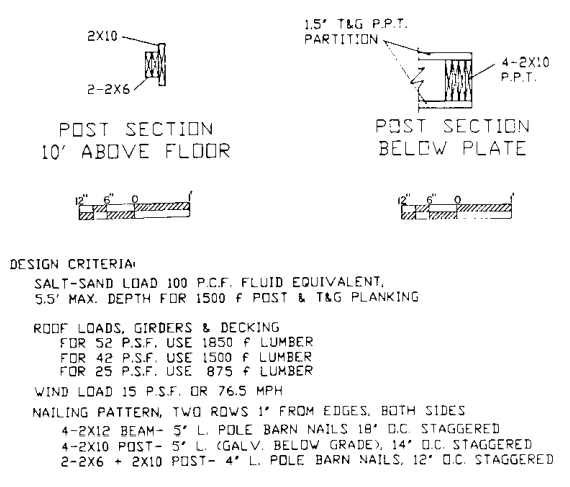 2X10
2-2X6
POST SECTION
10' ABOVE FLOOR
12" 6" 0 1'
1.5" T&G P.P.T.
PARTITION
4-2X10
P.P.T.
POST SECTION
BELOW PLATE
12" 6" 0 1'
DESIGN CRITERIA:
SALT-SAND LOAD 100 P.C.F. FLUID EQUIVALENT,
5.5' MAX. DEPTH FOR 1500 f POST & T&G PLANKING
ROOF LOADS, GIRDERS & DECKING
FOR 52 P.S.F. USE 1850 f LUMBER
FOR 42 P.S.F. USE 1500 f LUMBER
FOR 25 P.S.F. USE 875 f LUMBER
WIND LOAD 15 P.S.F. OR 76.5 MPH
NAILING PATTERN, TWO ROWS 1" FROM EDGES, BOTH SIDES
4-2X12 BEAM- 5" L. POLE BARN NAILS 18" O.C. STAGGERED
4-2X10 POST- 5" L. (GALV. BELOW GRADE), 14" O.C. STAGGERED
2-2X6 + 2X10 POST- 4" L. POLE BARN NAILS, 12" O.C. STAGGERED